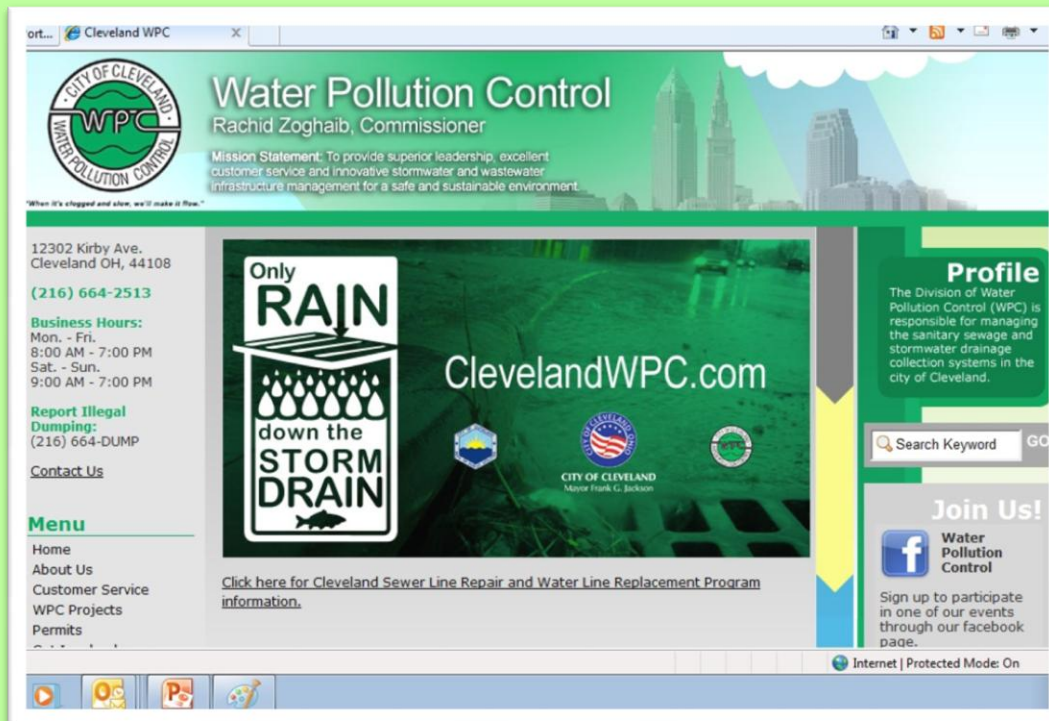 ort...
Cleveland WPC
X
CITY OF CLEVELAND
WPC
WATER POLLUTION CONTROL
"When it's clogged and slow, we'll make it flow."
Water Pollution Control
Rachid Zoghaib, Commissioner
Mission Statement: To provide superior leadership, excellent
customer service and innovative stormwater and wastewater
infrastructure management for a safe and sustainable environment.
12302 Kirby Ave.
Cleveland OH, 44108
(216) 664-2513
Business Hours:
Mon. - Fri.
8:00 AM - 7:00 PM
Sat. - Sun.
9:00 AM - 7:00 PM
Report Illegal
Dumping:
(216) 664-DUMP
Contact Us
Menu
Home
About Us
Customer Service
WPC Projects
Permits
Only
RAIN
down the
STORM
DRAIN
ClevelandWPC.com
CITY OF CLEVELAND OHIO
WPC
CITY OF CLEVELAND
Mayor Frank G. Jackson
Click here for Cleveland Sewer Line Repair and Water Line Replacement Program
information.
Profile
The Division of Water
Pollution Control (WPC) is
responsible for managing
the sanitary sewage and
stormwater drainage
collection systems in the
city of Cleveland.
Search Keyword
GO
Join Us!
f
Water
Pollution
Control
Sign up to participate
in one of our events
through our facebook
page.
Internet | Protected Mode: On